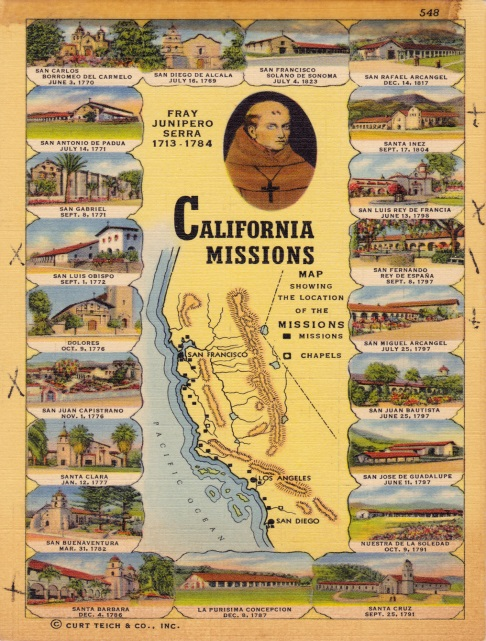 548
SAN CARLOS
BORROMEO DEL CARNELO
JUNE 3, 1770
SAN DIEGO DE ALCALA
JULY 16, 1769
SAN FRANCISCO
SOLANO DE SONOMA
JULY 4, 1823
SAN RAFAEL ARCANGEL
DEC. 14, 1817
SAN ANTONIO DE PADUA
JULY 14, 1771
FRAY
JUNIPERO
SERRA
1713-1784
SANTA INEZ
SEPT. 17, 1804
SAN GABRIEL
SEPT. 8, 1771
SAN LUIS REY DE FRANCIA
JUNE 13, 1798
CALIFORNIA
MISSIONS
SAN LUIS OBISPO
SEPT. 1, 1772
SAN FERNANDO
REY DE ESPAÑA
SEPT. 8, 1797
MAP
SHOWING
THE LOCATION
OF THE
MISSIONS
MISSIONS
CHAPELS
DOLORES
OCT. 9, 1776
SAN MIGUEL ARCANGEL
JULY 25, 1797
SAN FRANCISCO
SAN JUAN CAPISTRANO
NOV. 1, 1776
SAN JUAN BAUTISTA
JUNE 25, 1797
PACIFIC OCEAN
SANTA CLARA
JAN. 12, 1777
SAN JOSE DE GUADALUPE
JUNE 11, 1797
LOS ANGELES
SAN DIEGO
SAN BUENAVENTURA
MAR. 31, 1782
NUESTRA DE LA SOLEDAD
OCT. 9, 1791
SANTA BARBARA
DEC. 4, 1786
LA PURISIMA CONCEPCION
DEC. 8, 1787
SANTA CRUZ
SEPT. 25, 1791
© CURT TEICH & CO., INC.